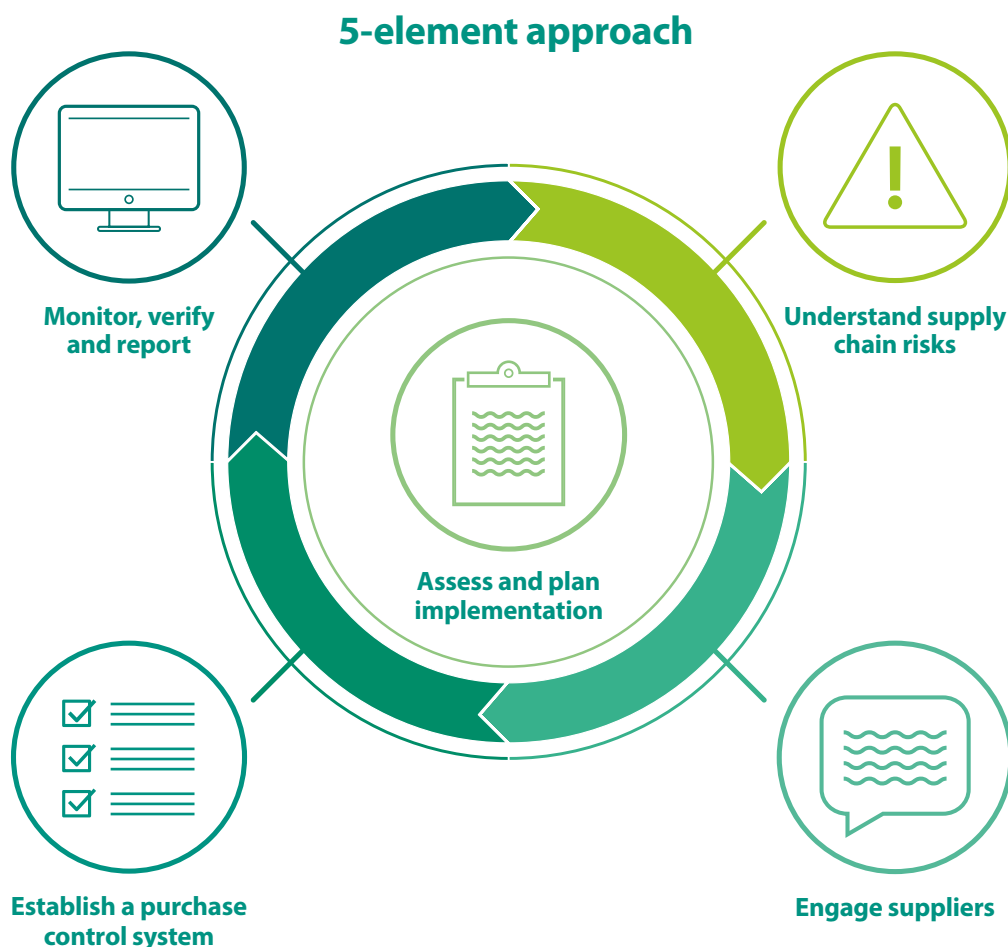 5-element approach
Monitor, verify
and report
Understand supply
chain risks
Assess and plan
implementation
Establish a purchase
control system
Engage suppliers